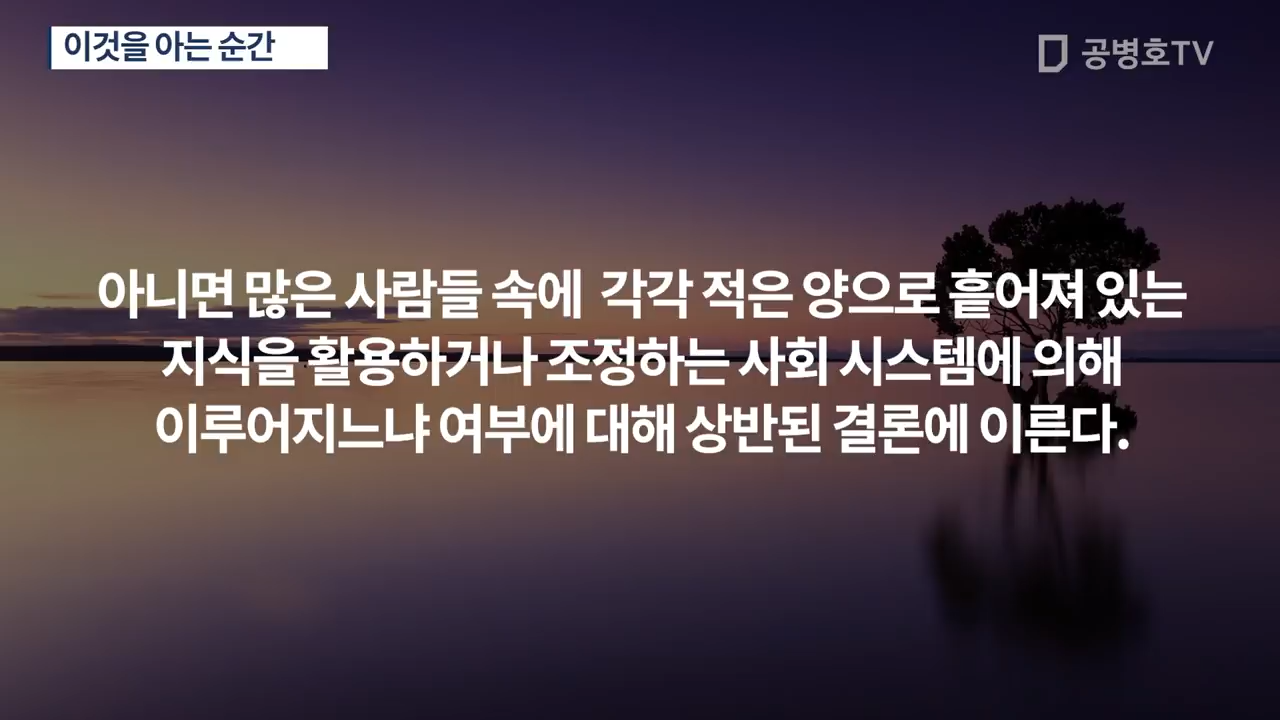 이것을 아는 순간
공병호TV
아니면 많은 사람들 속에 각각 적은 양으로 흩어져 있는
지식을 활용하거나 조정하는 사회 시스템에 의해
이루어지느냐 여부에 대해 상반된 결론에 이른다.